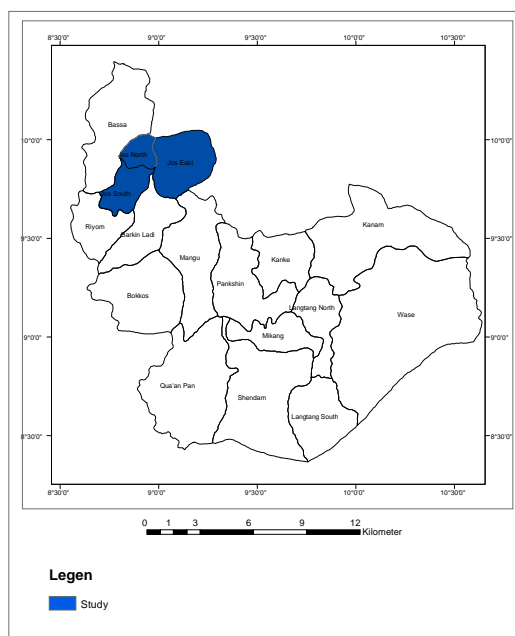 8°30'0" 9°0'0" 9°30'0" 10°0'0" 10°30'0"
Bassa
10°0'0" 10°0'0"
Jos North
Jos East
Jos South
Kanam
Riyom
Barkin Ladi
9°30'0" 9°30'0"
Mangu
Kanke
Pankshin
Bokkos
Langtang North
Wase
9°0'0" 9°0'0"
Mikang
Qua'an Pan
Shendam
Langtang South
8°30'0" 8°30'0"
8°30'0" 9°0'0" 9°30'0" 10°0'0" 10°30'0"
0 1 3 6 9 12
Kilometer
Legen
Study